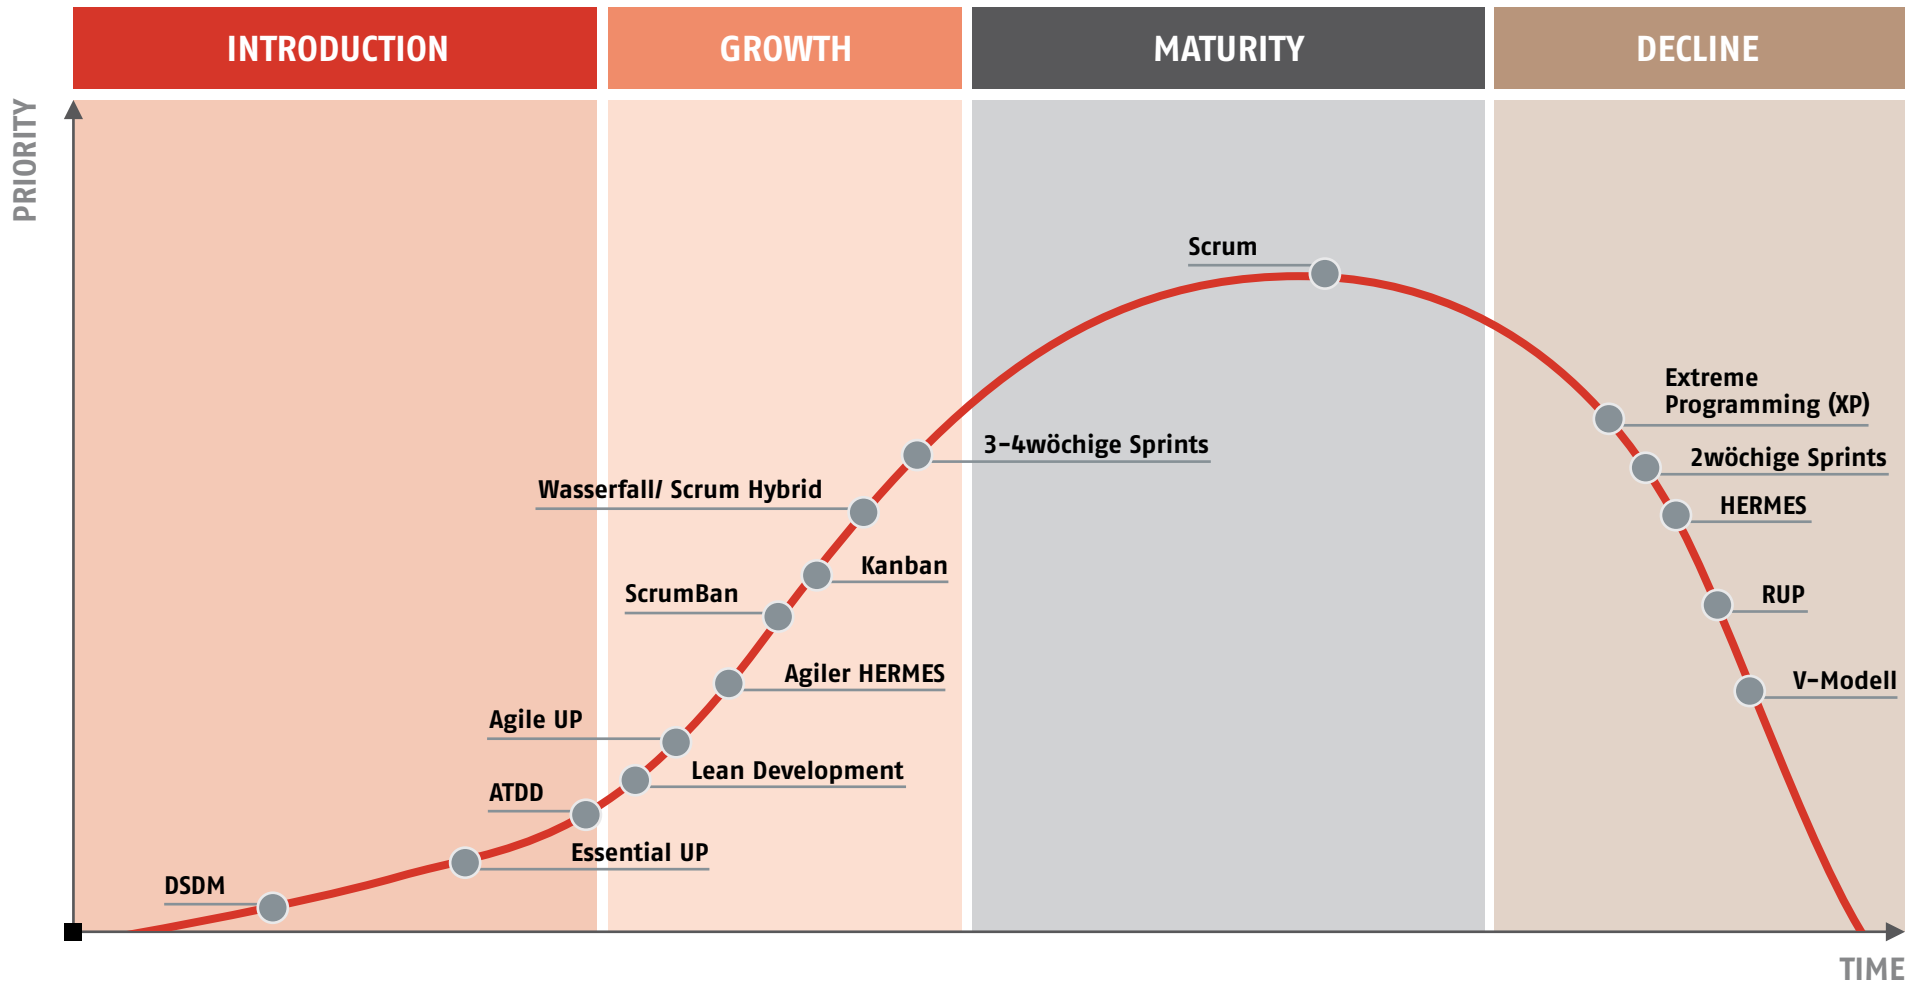 INTRODUCTION
GROWTH
MATURITY
DECLINE
PRIORITY
Scrum
Extreme
Programming (XP)
3-4wöchige Sprints
2wöchige Sprints
Wasserfall/ Scrum Hybrid
HERMES
Kanban
ScrumBan
RUP
Agiler HERMES
V-Modell
Agile UP
Lean Development
ATDD
Essential UP
DSDM
TIME